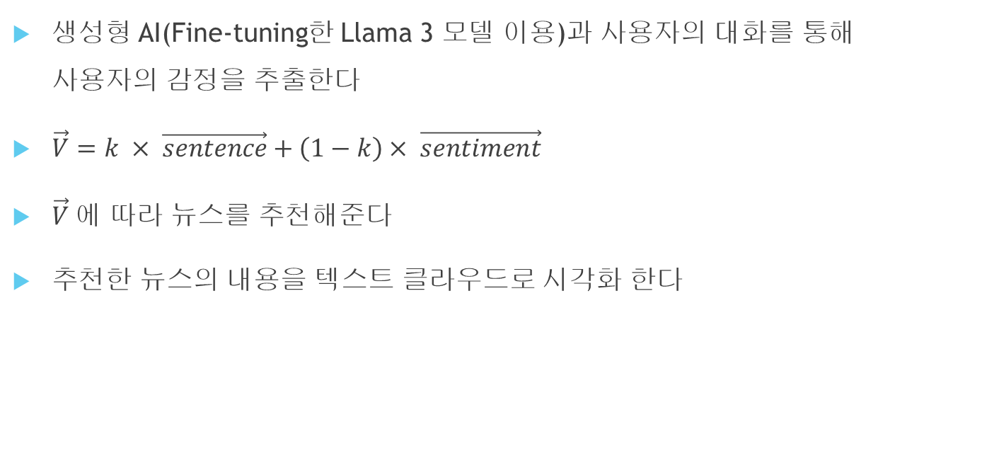 생성형 AI(Fine-tuning한 Llama 3 모델 이용)과 사용자의 대화를 통해
사용자의 감정을 추출한다
$\vec{V} = k \times \overrightarrow{sentence} + (1 - k) \times \overrightarrow{sentiment}$
$\vec{V}$ 에 따라 뉴스를 추천해준다
추천한 뉴스의 내용을 텍스트 클라우드로 시각화 한다